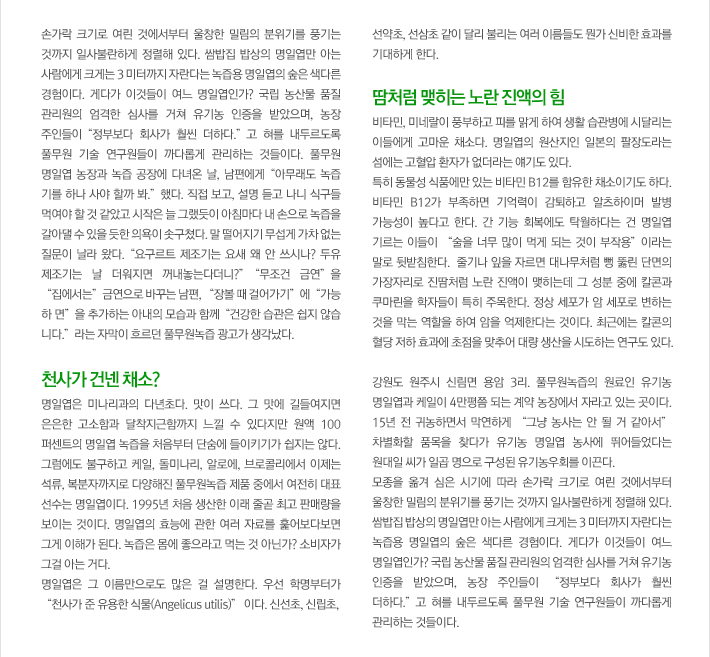 손가락 크기로 여린 것에서부터 울창한 밀림의 분위기를 풍기는
것까지 일사불란하게 정렬해 있다. 쌈밥집 밥상의 명일엽만 아는
사람에게 크게는 3 미터까지 자란다는 녹즙용 명일엽의 숲은 색다른
경험이다. 게다가 이것들이 여느 명일엽인가? 국립 농산물 품질
관리원의 엄격한 심사를 거쳐 유기농 인증을 받았으며, 농장
주인들이 “정부보다 회사가 훨씬 더하다.” 고 혀를 내두르도록
풀무원 기술 연구원들이 까다롭게 관리하는 것들이다. 풀무원
명일엽 농장과 녹즙 공장에 다녀온 날, 남편에게 “아무래도 녹즙
기를 하나 사야 할까 봐.” 했다. 직접 보고, 설명 듣고 나니 식구들
먹여야 할 것 같았고 시작은 늘 그랬듯이 아침마다 내 손으로 녹즙을
갈아댈 수 있을 듯한 의욕이 솟구쳤다. 말 떨어지기 무섭게 가차 없는
질문이 날라 왔다. “요구르트 제조기는 요새 왜 안 쓰시나? 두유
제조기는 날 더워지면 꺼내놓는다더니?” “무조건 금연” 을
“집에서는” 금연으로 바꾸는 남편, “장볼 때 걸어가기” 에 “가능
하 면” 을 추가하는 아내의 모습과 함께 “건강한 습관은 쉽지 않습
니다.” 라는 자막이 흐르던 풀무원녹즙 광고가 생각났다.
천사가 건넨 채소?
명일엽은 미나리과의 다년초다. 맛이 쓰다. 그 맛에 길들여지면
은은한 고소함과 달착지근함까지 느낄 수 있다지만 원액 100
퍼센트의 명일엽 녹즙을 처음부터 단숨에 들이키기가 쉽지는 않다.
그럼에도 불구하고 케일, 돌미나리, 알로에, 브로콜리에서 이제는
석류, 복분자까지로 다양해진 풀무원녹즙 제품 중에서 여전히 대표
선수는 명일엽이다. 1995년 처음 생산한 이래 줄곧 최고 판매량을
보이는 것이다. 명일엽의 효능에 관한 여러 자료를 훑어보다보면
그게 이해가 된다. 녹즙은 몸에 좋으라고 먹는 것 아닌가? 소비자가
그걸 아는 거다.
명일엽은 그 이름만으로도 많은 걸 설명한다. 우선 학명부터가
“천사가 준 유용한 식물(Angelicus utilis)” 이다. 신선초, 신립초,
선약초, 선삼초 같이 달리 불리는 여러 이름들도 뭔가 신비한 효과를
기대하게 한다.
땀처럼 맺히는 노란 진액의 힘
비타민, 미네랄이 풍부하고 피를 맑게 하여 생활 습관병에 시달리는
이들에게 고마운 채소다. 명일엽의 원산지인 일본의 팔장도라는
섬에는 고혈압 환자가 없더라는 얘기도 있다.
특히 동물성 식품에만 있는 비타민 B12를 함유한 채소이기도 하다.
비타민 B12가 부족하면 기억력이 감퇴하고 알츠하이머 발병
가능성이 높다고 한다. 간 기능 회복에도 탁월하다는 건 명일엽
기르는 이들이 “술을 너무 많이 먹게 되는 것이 부작용” 이라는
말로 뒷받침한다. 줄기나 잎을 자르면 대나무처럼 뻥 뚫린 단면의
가장자리로 진땀처럼 노란 진액이 맺히는데 그 성분 중에 칼콘과
쿠마린을 학자들이 특히 주목한다. 정상 세포가 암 세포로 변하는
것을 막는 역할을 하여 암을 억제한다는 것이다. 최근에는 칼콘의
혈당 저하 효과에 초점을 맞추어 대량 생산을 시도하는 연구도 있다.
강원도 원주시 신림면 용암 3리. 풀무원녹즙의 원료인 유기농
명일엽과 케일이 4만평쯤 되는 계약 농장에서 자라고 있는 곳이다.
15년 전 귀농하면서 막연하게 “그냥 농사는 안 될 거 같아서”
차별화할 품목을 찾다가 유기농 명일엽 농사에 뛰어들었다는
원대일 씨가 일곱 명으로 구성된 유기농우회를 이끈다.
모종을 옮겨 심은 시기에 따라 손가락 크기로 여린 것에서부터
울창한 밀림의 분위기를 풍기는 것까지 일사불란하게 정렬해 있다.
쌈밥집 밥상의 명일엽만 아는 사람에게 크게는 3 미터까지 자란다는
녹즙용 명일엽의 숲은 색다른 경험이다. 게다가 이것들이 여느
명일엽인가? 국립 농산물 품질 관리원의 엄격한 심사를 거쳐 유기농
인증을 받았으며, 농장 주인들이 “정부보다 회사가 훨씬
더하다.” 고 혀를 내두르도록 풀무원 기술 연구원들이 까다롭게
관리하는 것들이다.